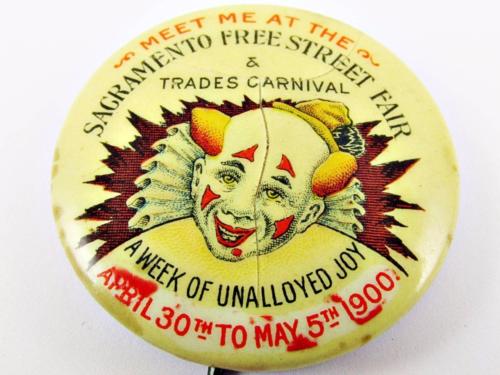 MEET ME AT THE
SACRAMENTO FREE STREET FAIR
&
TRADES CARNIVAL
A WEEK OF UNALLOYED JOY
APRIL 30TH TO MAY 5TH 1900.